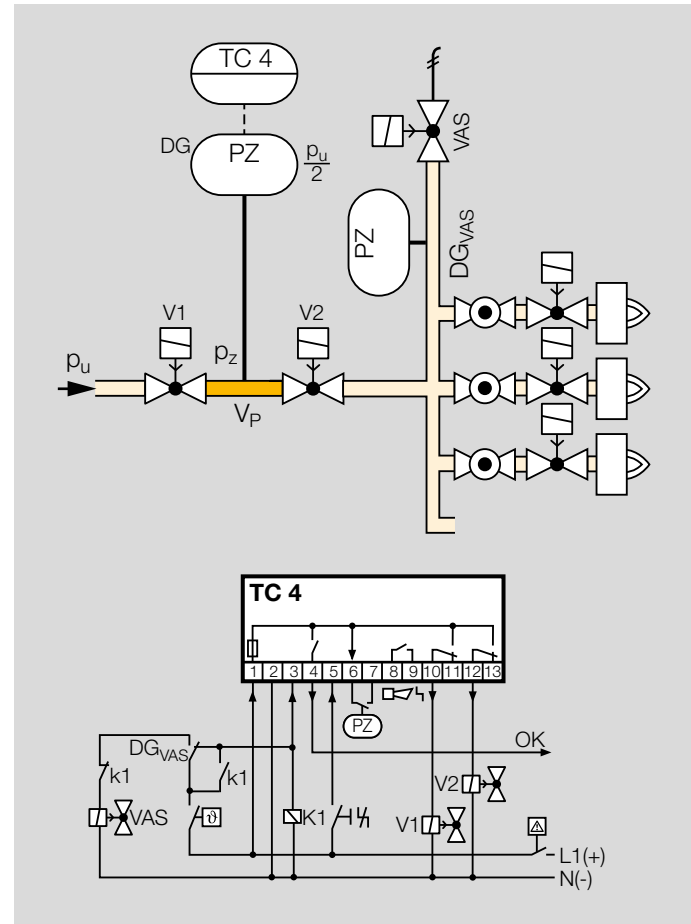 TC 4
DG PZ pu/2
VAS
PZ
DGVAS
V1 V2
pu pz
VP
TC 4
1 2 3 4 5 6 7 8 9 10 11 12 13
PZ
OK
DGVAS
k1 k1
V2
VAS ϑ K1 V1
L1(+)
N(-)